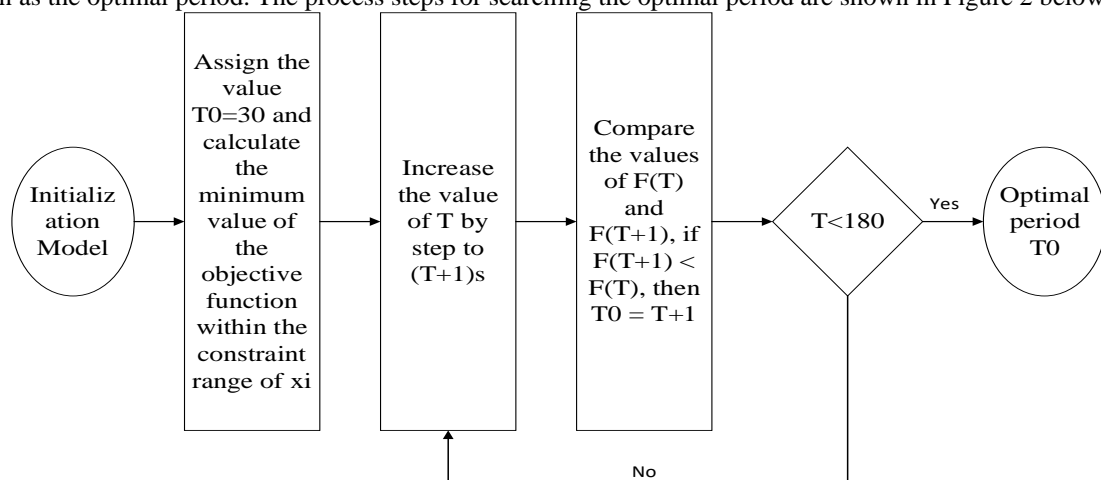 as the optimal period. The process steps for searching the optimal period are shown in Figure 2 below
Initializ
ation
Model
Assign the
value
T0=30 and
calculate
the
minimum
value of
the
objective
function
within the
constraint
range of xi
Increase
the value
of T by
step to
(T+1)s
Compare
the values
of F(T)
and
F(T+1), if
F(T+1) <
F(T), then
T0 = T+1
T<180
Yes
Optimal
period
T0
No